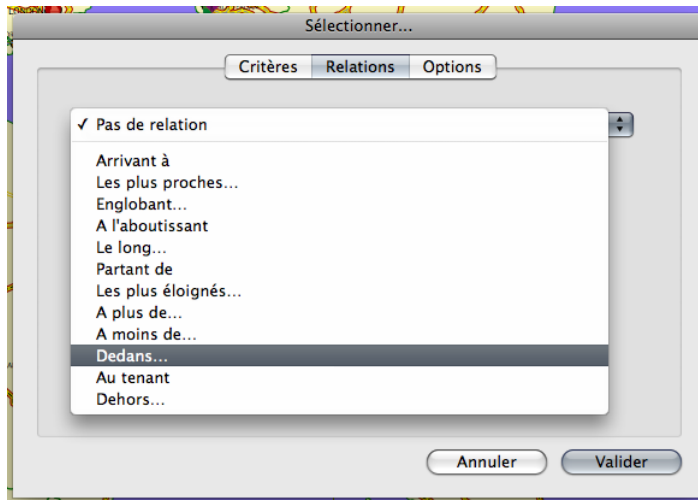 Sélectionner...
Critères Relations Options
✓ Pas de relation
Arrivant à
Les plus proches...
Englobant...
A l'aboutissant
Le long...
Partant de
Les plus éloignés...
A plus de...
A moins de...
Dedans...
Au tenant
Dehors...
Annuler Valider